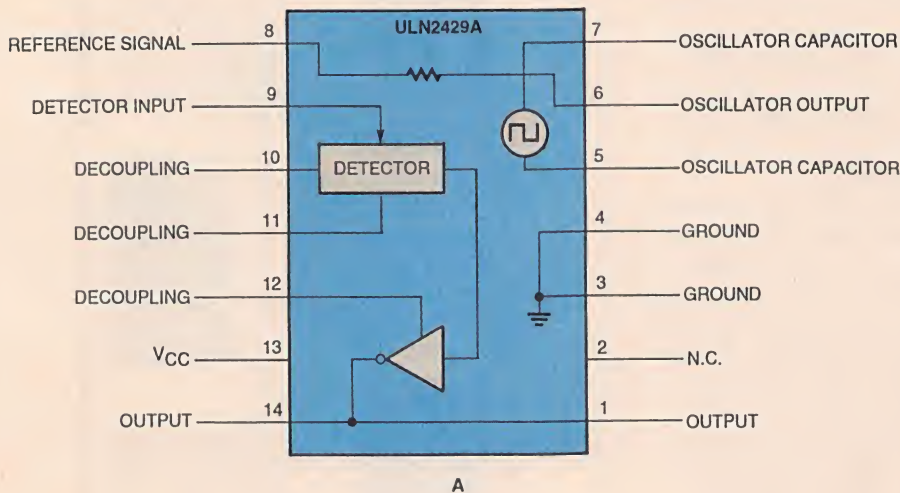 ULN2429A
REFERENCE SIGNAL 8
7 OSCILLATOR CAPACITOR
6 OSCILLATOR OUTPUT
DETECTOR INPUT 9
DECOUPLING 10
DETECTOR
5 OSCILLATOR CAPACITOR
DECOUPLING 11
4 GROUND
DECOUPLING 12
3 GROUND
VCC 13
2 N.C.
OUTPUT 14
1 OUTPUT
A